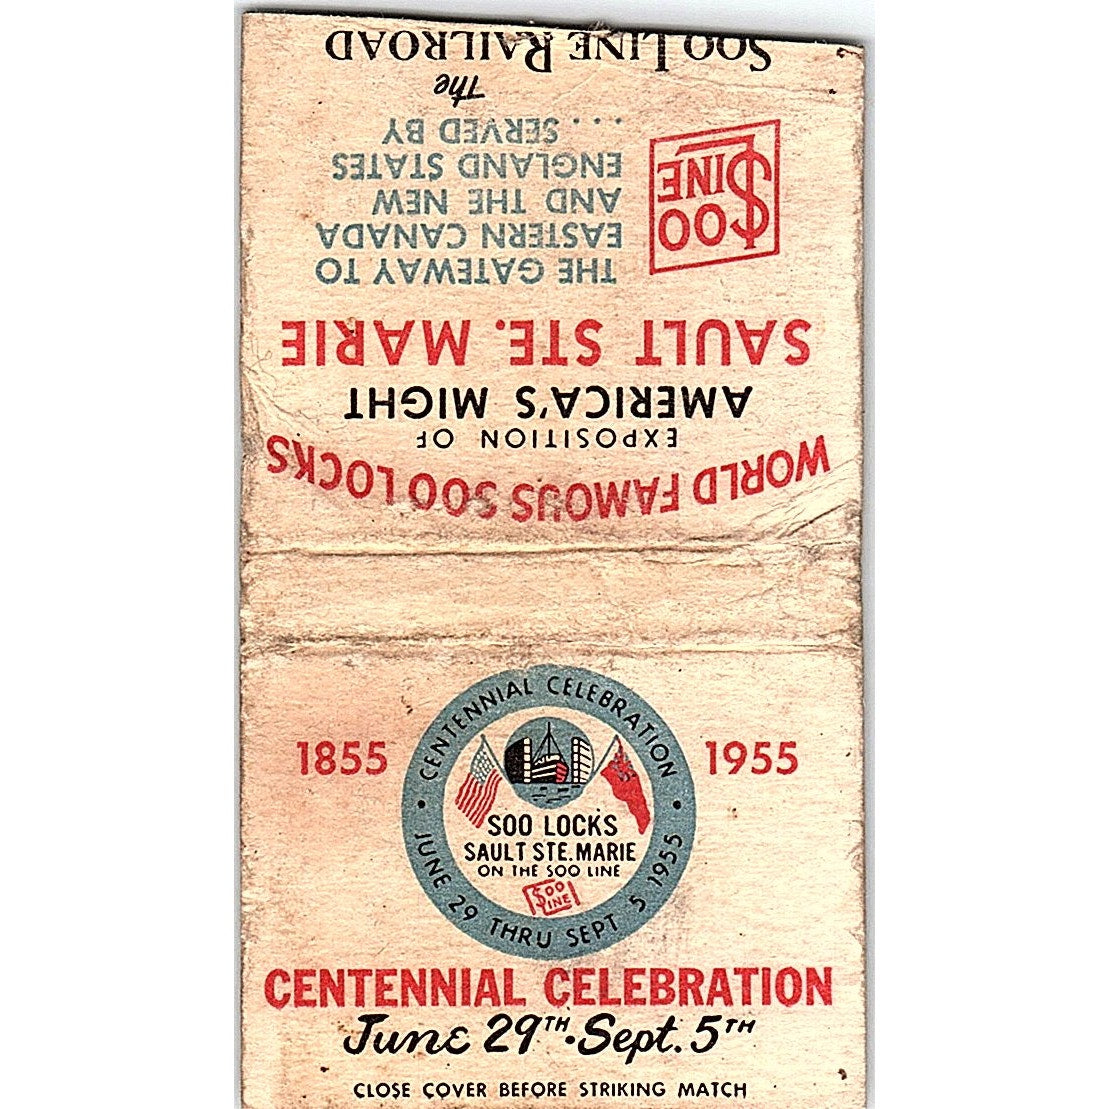 WORLD FAMOUS SOO LOCKS
EXPOSITION OF
AMERICA'S MIGHT
SAULT STE. MARIE
THE GATEWAY TO
EASTERN CANADA
AND THE NEW
ENGLAND STATES
... SERVED BY
SOO
LINE
The
SOO LINE RAILROAD
1855
1955
CENTENNIAL CELEBRATION
SOO LOCKS
SAULT STE. MARIE
ON THE SOO LINE
SOO
LINE
• JUNE 29 THRU SEPT 5 1955 •
CENTENNIAL CELEBRATION
June 29TH • Sept. 5TH
CLOSE COVER BEFORE STRIKING MATCH